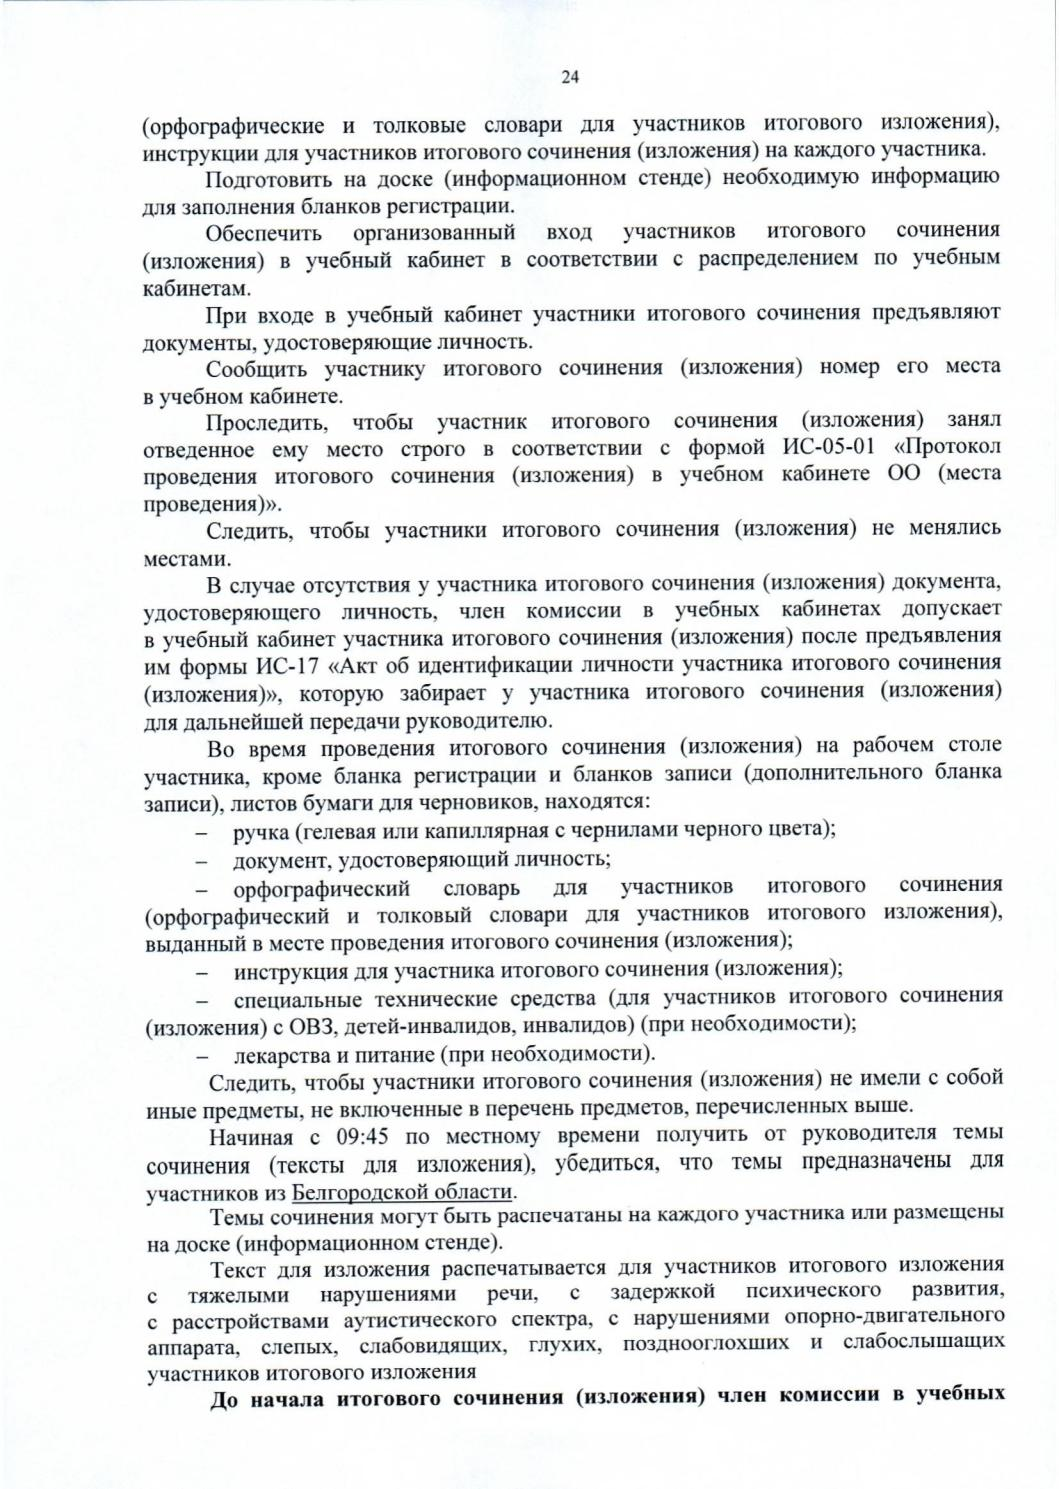 24
(орфографические и толковые словари для участников итогового изложения),
инструкции для участников итогового сочинения (изложения) на каждого участника.
Подготовить на доске (информационном стенде) необходимую информацию
для заполнения бланков регистрации.
Обеспечить организованный вход участников итогового сочинения
(изложения) в учебный кабинет в соответствии с распределением по учебным
кабинетам.
При входе в учебный кабинет участники итогового сочинения предъявляют
документы, удостоверяющие личность.
Сообщить участнику итогового сочинения (изложения) номер его места
в учебном кабинете.
Проследить, чтобы участник итогового сочинения (изложения) занял
отведенное ему место строго в соответствии с формой ИС-05-01 «Протокол
проведения итогового сочинения (изложения) в учебном кабинете ОО (места
проведения)».
Следить, чтобы участники итогового сочинения (изложения) не менялись
местами.
В случае отсутствия у участника итогового сочинения (изложения) документа,
удостоверяющего личность, член комиссии в учебных кабинетах допускает
в учебный кабинет участника итогового сочинения (изложения) после предъявления
им формы ИС-17 «Акт об идентификации личности участника итогового сочинения
(изложения)», которую забирает у участника итогового сочинения (изложения)
для дальнейшей передачи руководителю.
Во время проведения итогового сочинения (изложения) на рабочем столе
участника, кроме бланка регистрации и бланков записи (дополнительного бланка
записи), листов бумаги для черновиков, находятся:
– ручка (гелевая или капиллярная с чернилами черного цвета);
– документ, удостоверяющий личность;
– орфографический словарь для участников итогового сочинения
(орфографический и толковый словари для участников итогового изложения),
выданный в месте проведения итогового сочинения (изложения);
– инструкция для участника итогового сочинения (изложения);
– специальные технические средства (для участников итогового сочинения
(изложения) с ОВЗ, детей-инвалидов, инвалидов) (при необходимости);
– лекарства и питание (при необходимости).
Следить, чтобы участники итогового сочинения (изложения) не имели с собой
иные предметы, не включенные в перечень предметов, перечисленных выше.
Начиная с 09:45 по местному времени получить от руководителя темы
сочинения (тексты для изложения), убедиться, что темы предназначены для
участников из Белгородской области.
Темы сочинения могут быть распечатаны на каждого участника или размещены
на доске (информационном стенде).
Текст для изложения распечатывается для участников итогового изложения
с тяжелыми нарушениями речи, с задержкой психического развития,
с расстройствами аутистического спектра, с нарушениями опорно-двигательного
аппарата, слепых, слабовидящих, глухих, позднооглохших и слабослышащих
участников итогового изложения
До начала итогового сочинения (изложения) член комиссии в учебных